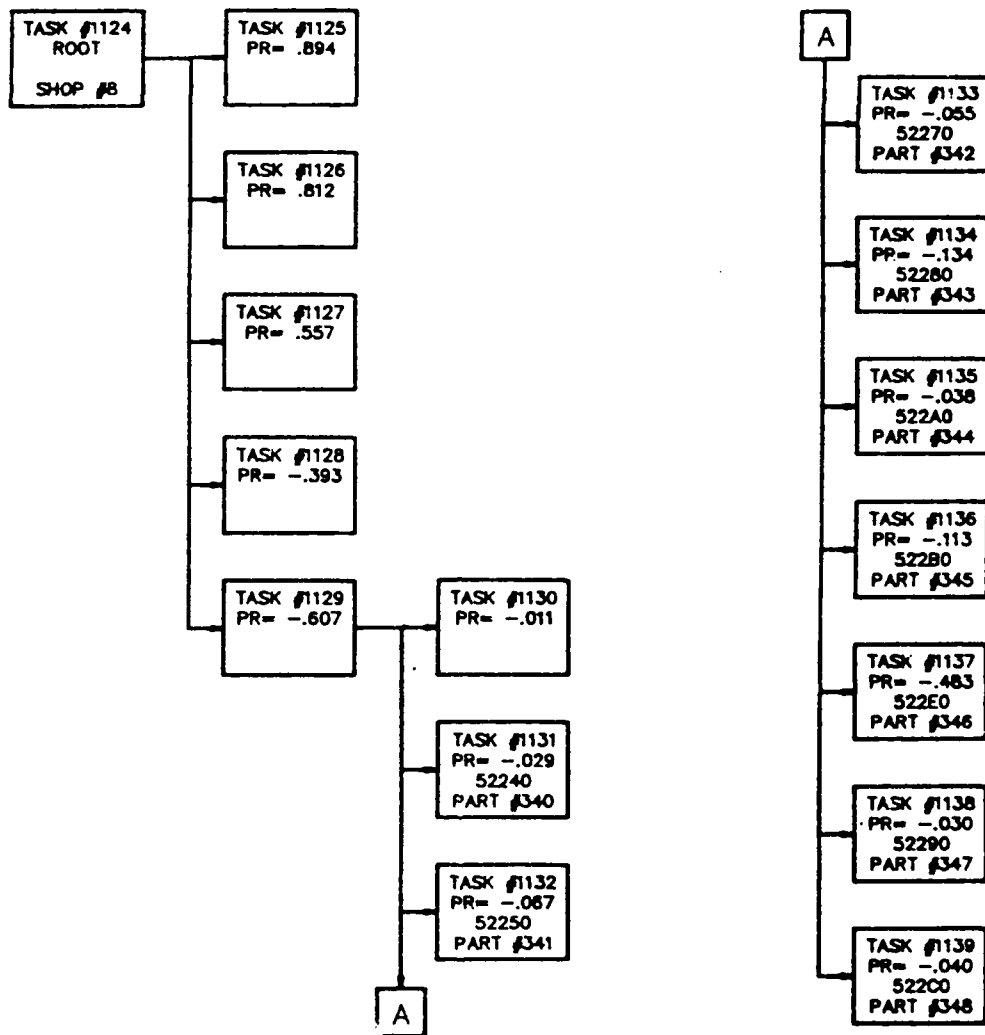 TASK #1124
ROOT
SHOP #8
TASK #1125
PR= .894
TASK #1126
PR= .812
TASK #1127
PR= .557
TASK #1128
PR= -.393
TASK #1129
PR= -.607
TASK #1130
PR= -.011
TASK #1131
PR= -.029
52240
PART #340
TASK #1132
PR= -.067
52250
PART #341
A
A
TASK #1133
PR= -.055
52270
PART #342
TASK #1134
PR= -.134
52280
PART #343
TASK #1135
PR= -.038
522A0
PART #344
TASK #1136
PR= -.113
522B0
PART #345
TASK #1137
PR= -.483
522E0
PART #346
TASK #1138
PR= -.030
52290
PART #347
TASK #1139
PR= -.040
522C0
PART #348